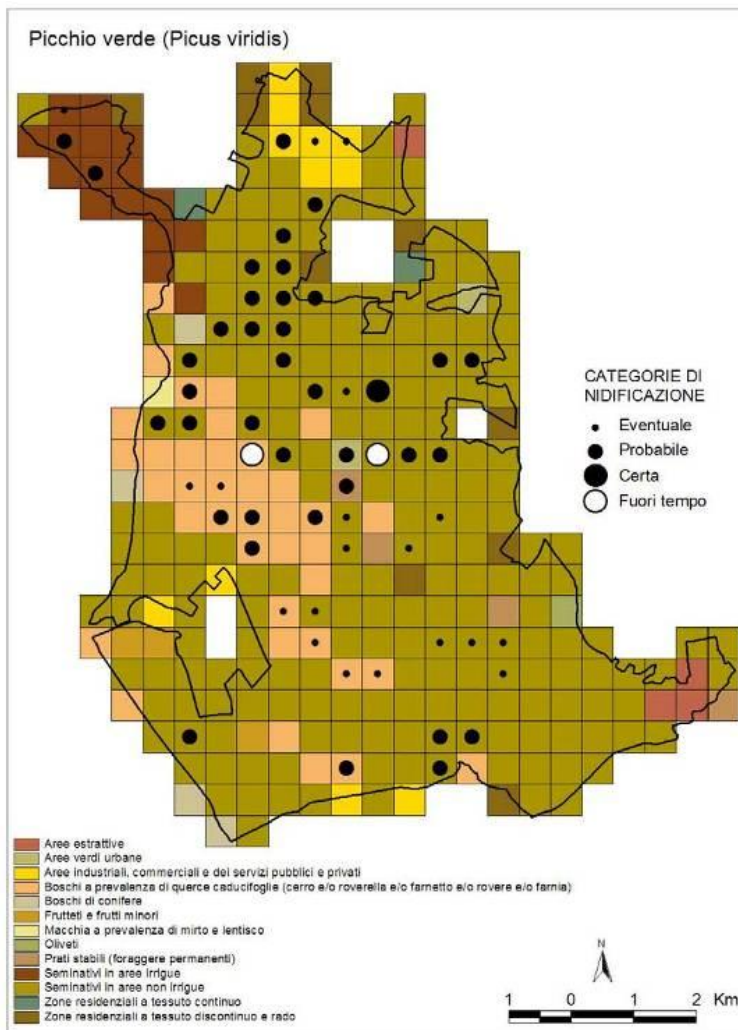 Picchio verde (Picus viridis)
CATEGORIE DI
NIDIFICAZIONE
Eventuale
Probabile
Certa
Fuori tempo
Aree estrattive
Aree verdi urbane
Aree industriali, commerciali e dei servizi pubblici e privati
Boschi a prevalenza di querce caducifoglie (cerro e/o roverella e/o farnetto e/o rovere e/o farnia)
Boschi di conifere
Frutteti e frutti minori
Macchia a prevalenza di mirto e lentisco
Oliveti
Prati stabili (foraggere permanenti)
Seminativi in aree irrigue
Seminativi in aree non irrigue
Zone residenziali a tessuto continuo
Zone residenziali a tessuto discontinuo e rado
N
1 0 1 2 Km